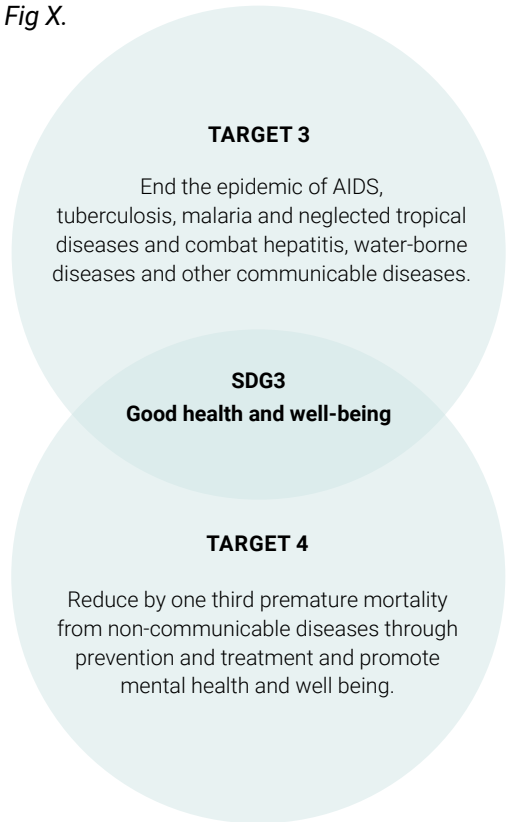 Fig X.
TARGET 3
End the epidemic of AIDS,
tuberculosis, malaria and neglected tropical
diseases and combat hepatitis, water-borne
diseases and other communicable diseases.
SDG3
Good health and well-being
TARGET 4
Reduce by one third premature mortality
from non-communicable diseases through
prevention and treatment and promote
mental health and well being.